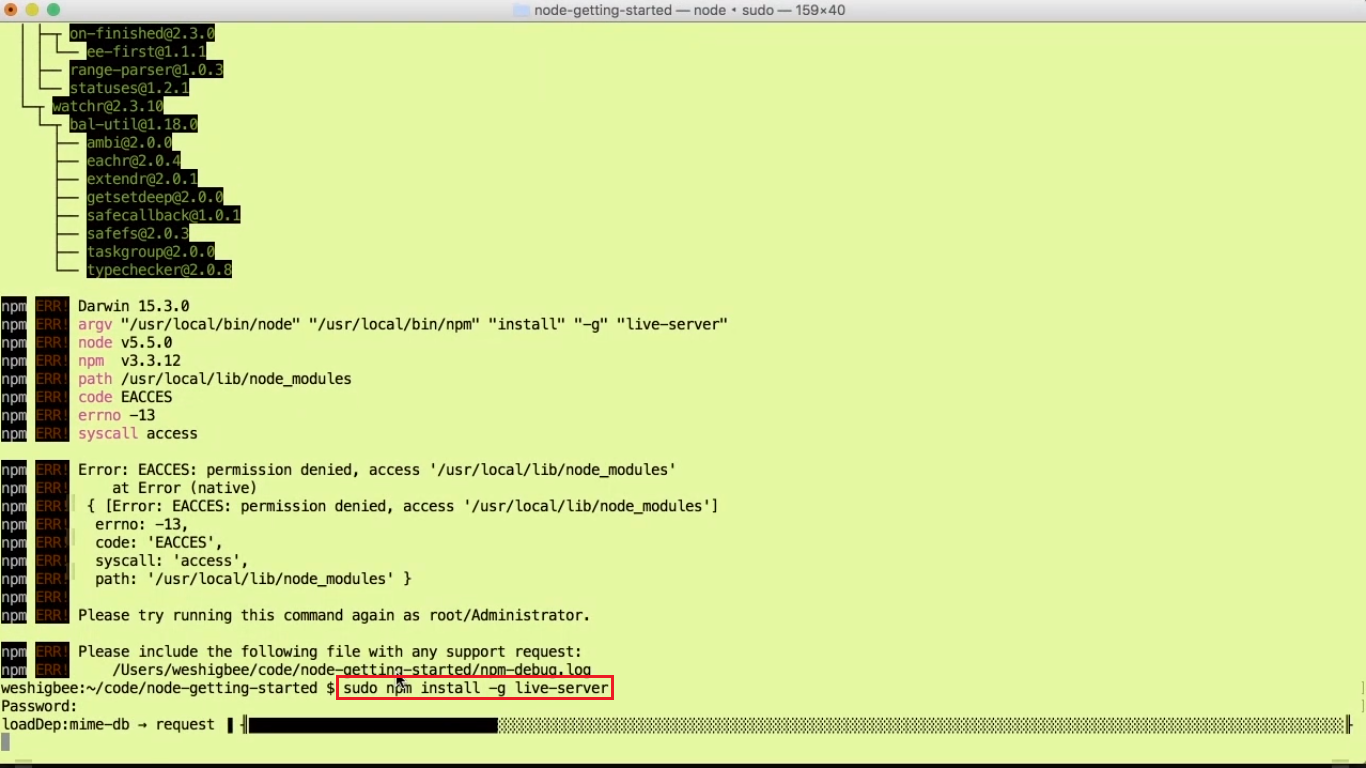 node-getting-started — node • sudo — 159×40
on-finished@2.3.0
ee-first@1.1.1
range-parser@1.0.3
statuses@1.2.1
watchr@2.3.10
bal-util@1.18.0
ambi@2.0.0
eachr@2.0.4
extendr@2.0.1
getsetdeep@2.0.0
safecallback@1.0.1
safefs@2.0.3
taskgroup@2.0.0
typechecker@2.0.8
npm ERR! Darwin 15.3.0
npm ERR! argv "/usr/local/bin/node" "/usr/local/bin/npm" "install" "-g" "live-server"
npm ERR! node v5.5.0
npm ERR! npm  v3.3.12
npm ERR! path /usr/local/lib/node_modules
npm ERR! code EACCES
npm ERR! errno -13
npm ERR! syscall access
npm ERR! Error: EACCES: permission denied, access '/usr/local/lib/node_modules'
npm ERR!     at Error (native)
npm ERR!  { [Error: EACCES: permission denied, access '/usr/local/lib/node_modules']
npm ERR!   errno: -13,
npm ERR!   code: 'EACCES',
npm ERR!   syscall: 'access',
npm ERR!   path: '/usr/local/lib/node_modules' }
npm ERR!
npm ERR! Please try running this command again as root/Administrator.
npm ERR! Please include the following file with any support request:
npm ERR!     /Users/weshigbee/code/node-getting-started/npm-debug.log
weshigbee:~/code/node-getting-started $ sudo npm install -g live-server
Password:
loadDep:mime-db → request